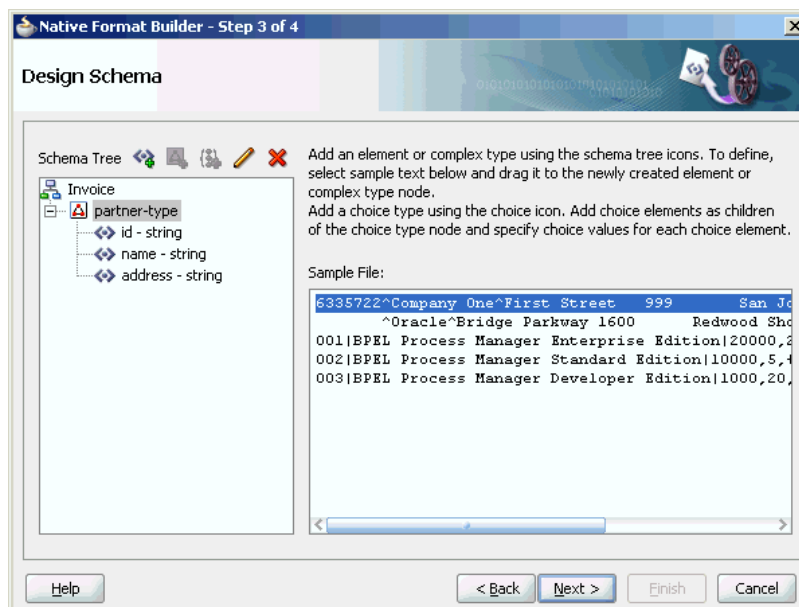 Native Format Builder - Step 3 of 4
Design Schema
Schema Tree
Invoice
partner-type
id - string
name - string
address - string
Add an element or complex type using the schema tree icons. To define,
select sample text below and drag it to the newly created element or
complex type node.
Add a choice type using the choice icon. Add choice elements as children
of the choice type node and specify choice values for each choice element.
Sample File:
6335722^Company One^First Street 999 San Jo
^Oracle^Bridge Parkway 1600 Redwood Sho
001|BPEL Process Manager Enterprise Edition|20000,2
002|BPEL Process Manager Standard Edition|10000,5,4
003|BPEL Process Manager Developer Edition|1000,20,
Help
< Back
Next >
Finish
Cancel